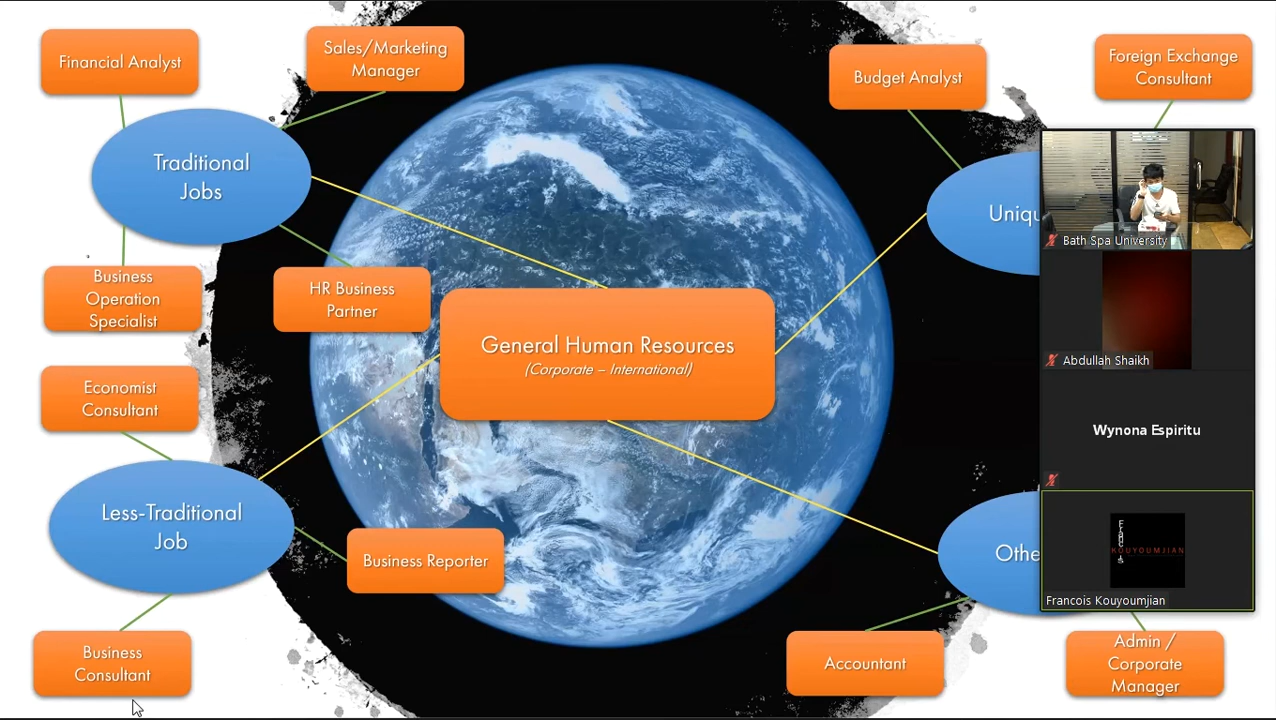 Financial Analyst
Sales/Marketing
Manager
Budget Analyst
Foreign Exchange
Consultant
Traditional
Jobs
Uniqu
Bath Spa University
Business
Operation
Specialist
HR Business
Partner
General Human Resources
(Corporate – International)
Abdullah Shaikh
Economist
Consultant
Wynona Espiritu
Less-Traditional
Job
Business Reporter
Othe
KOUYOUMJIAN
Francois Kouyoumjian
Business
Consultant
Accountant
Admin /
Corporate
Manager